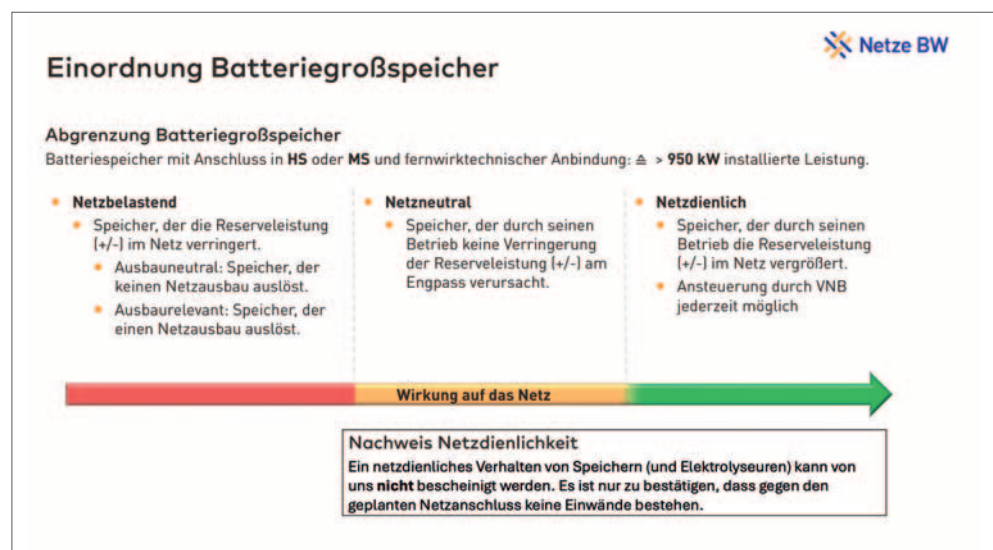 Netze BW
Einordnung Batteriegroßspeicher
Abgrenzung Batteriegroßspeicher
Batteriespeicher mit Anschluss in HS oder MS und fernwirktechnischer Anbindung: ≙ > 950 kW installierte Leistung.
• Netzbelastend
• Speicher, der die Reserveleistung
(+/-) im Netz verringert.
• Ausbauneutral: Speicher, der
keinen Netzausbau auslöst.
• Ausbaurelevant: Speicher, der
einen Netzausbau auslöst.
• Netzneutral
• Speicher, der durch seinen
Betrieb keine Verringerung
der Reserveleistung (+/-) am
Engpass verursacht.
• Netzdienlich
• Speicher, der durch seinen
Betrieb die Reserveleistung
(+/-) im Netz vergrößert.
• Ansteuerung durch VNB
jederzeit möglich
Wirkung auf das Netz
Nachweis Netzdienlichkeit
Ein netzdienliches Verhalten von Speichern (und Elektrolyseuren) kann von
uns nicht bescheinigt werden. Es ist nur zu bestätigen, dass gegen den
geplanten Netzanschluss keine Einwände bestehen.